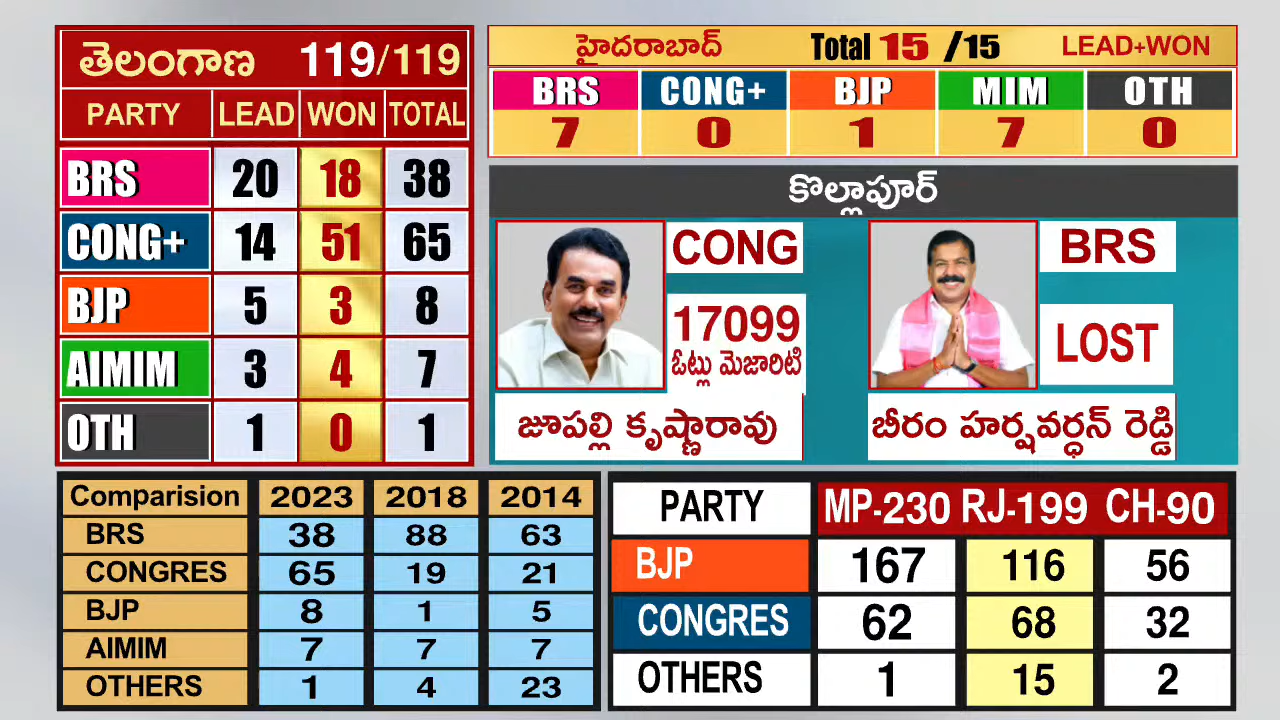 తెలంగాణ 119/119
PARTY LEAD WON TOTAL
BRS 20 18 38
CONG+ 14 51 65
BJP 5 3 8
AIMIM 3 4 7
OTH 1 0 1
హైదరాబాద్ Total 15 /15 LEAD+WON
BRS CONG+ BJP MIM OTH
7 0 1 7 0
కొల్లాపూర్
CONG
17099
ఓట్లు మెజారిటి
జూపల్లి కృష్ణారావు
BRS
LOST
బీరం హర్షవర్ధన్ రెడ్డి
Comparision 2023 2018 2014
BRS 38 88 63
CONGRES 65 19 21
BJP 8 1 5
AIMIM 7 7 7
OTHERS 1 4 23
PARTY MP-230 RJ-199 CH-90
BJP 167 116 56
CONGRES 62 68 32
OTHERS 1 15 2